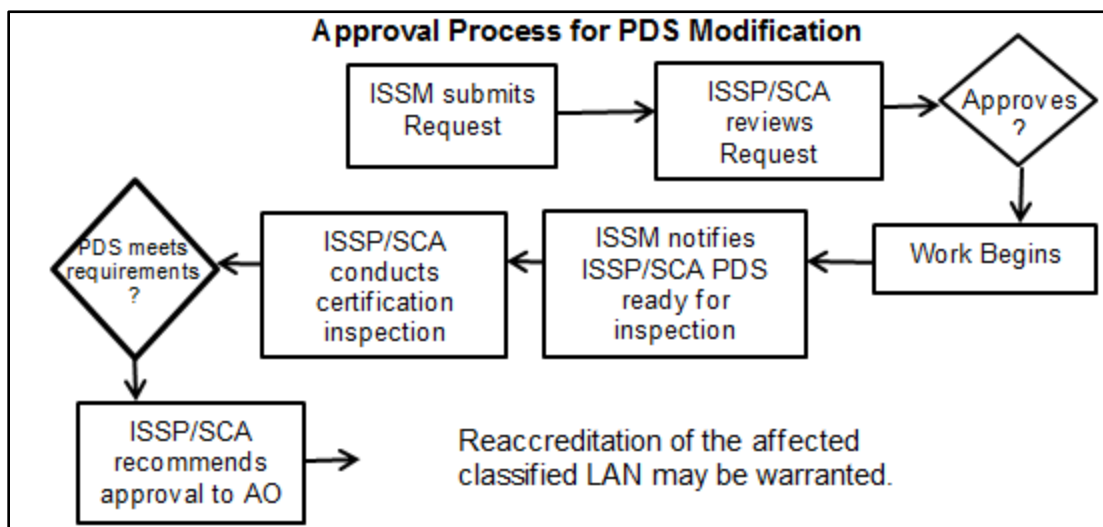 Approval Process for PDS Modification
ISSM submits
Request
ISSP/SCA
reviews
Request
Approves
?
Work Begins
ISSM notifies
ISSP/SCA PDS
ready for
inspection
ISSP/SCA
conducts
certification
inspection
PDS meets
requirements
?
ISSP/SCA
recommends
approval to AO
Reaccreditation of the affected
classified LAN may be warranted.